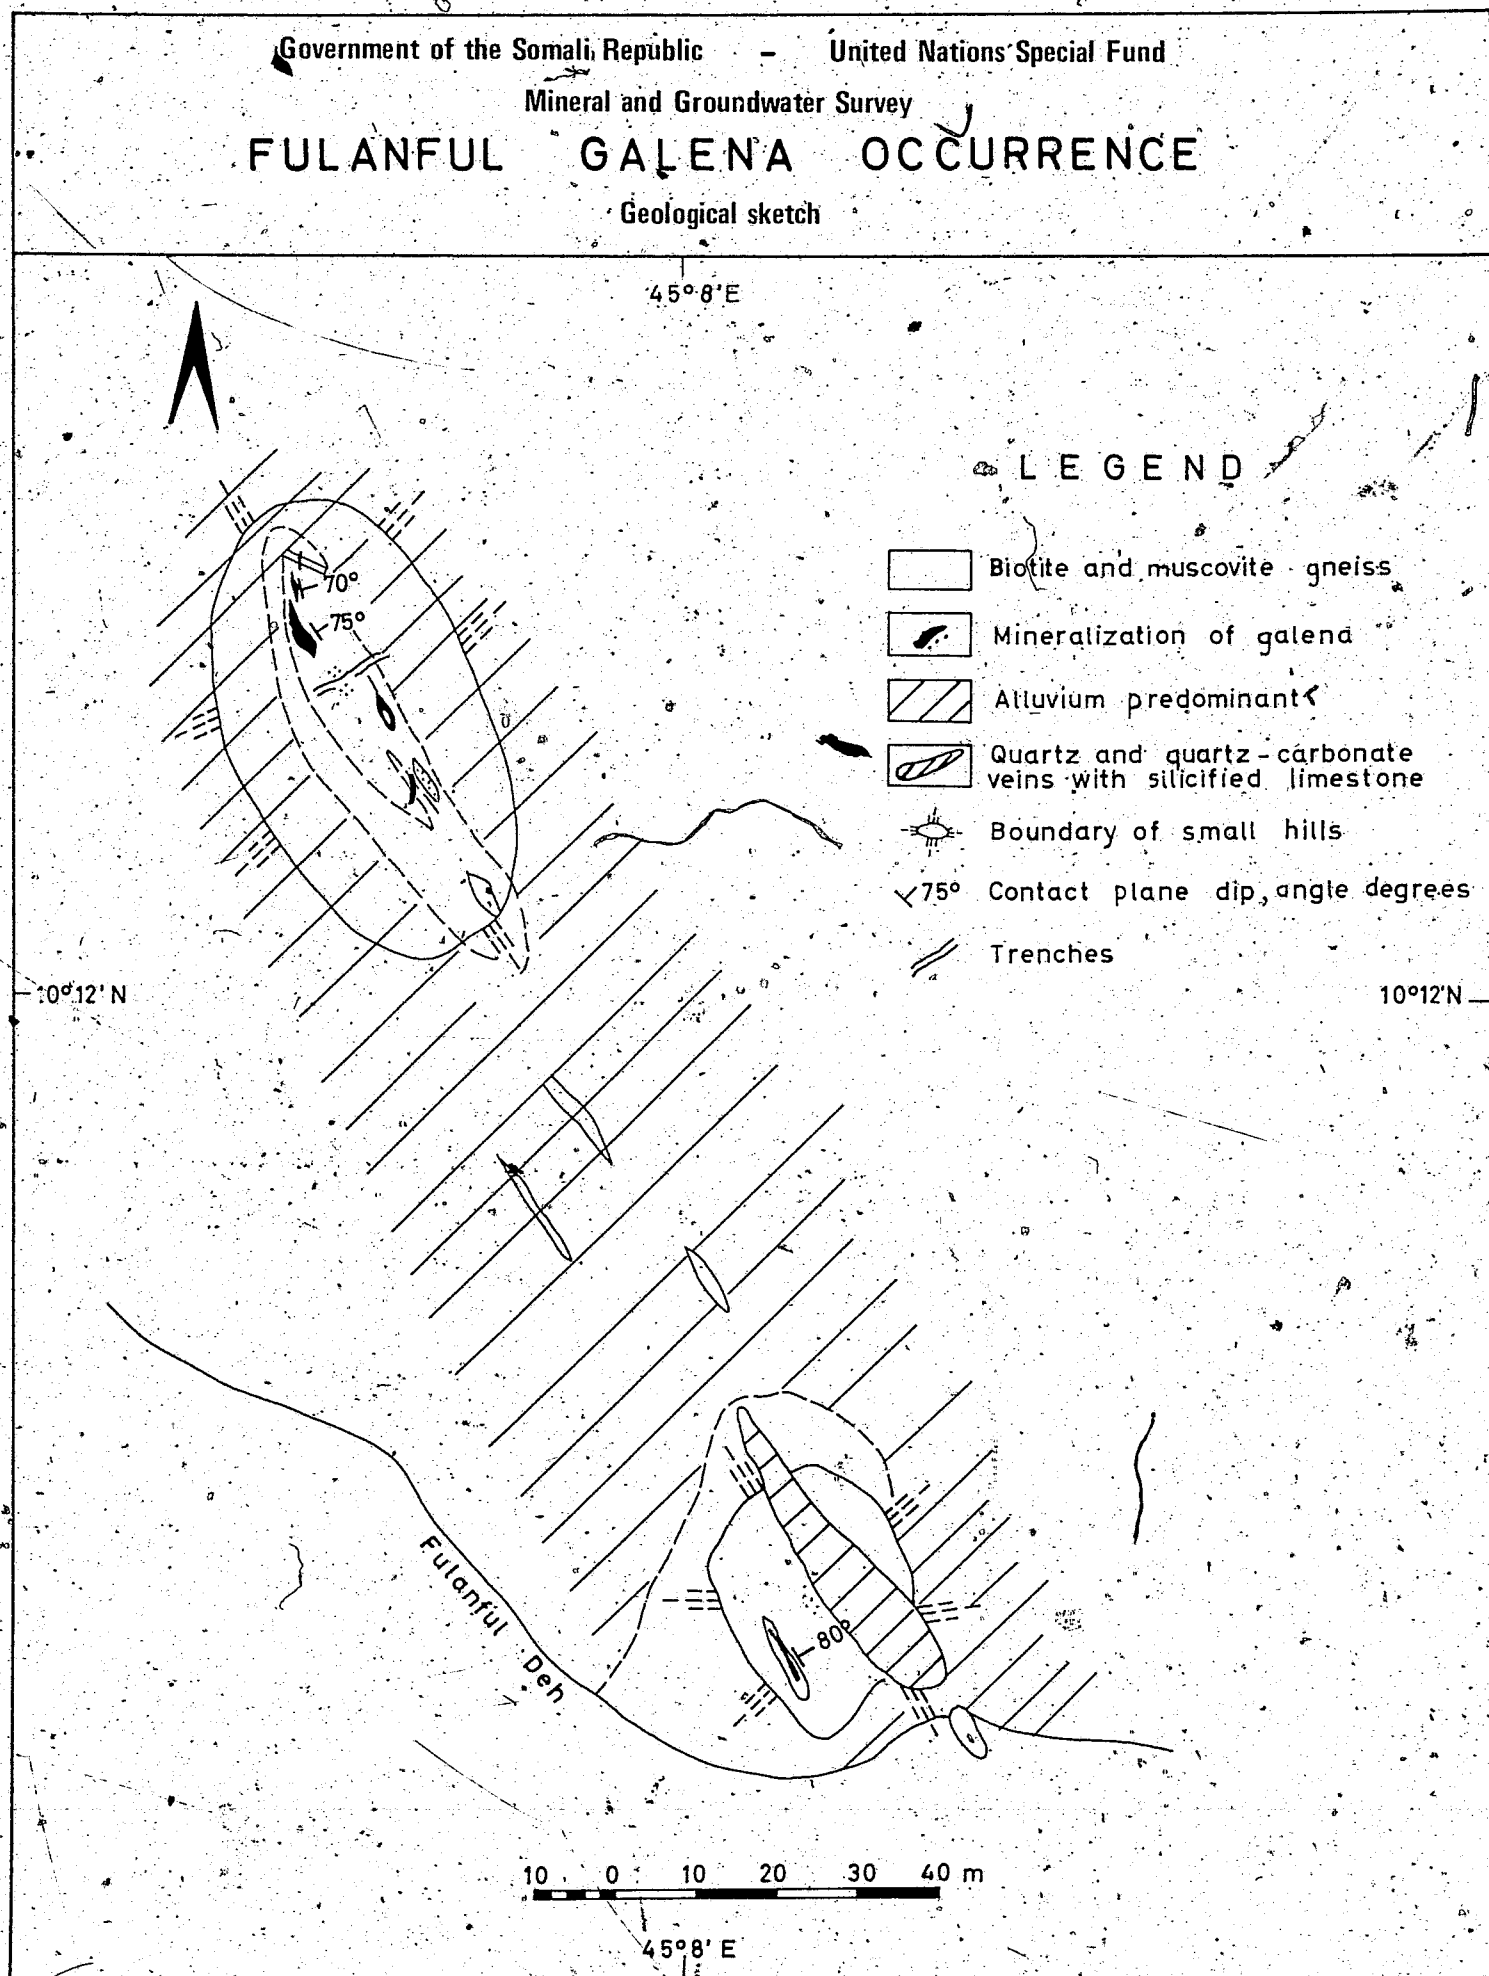 Government of the Somali Republic - United Nations Special Fund
Mineral and Groundwater Survey
FULANFUL GALENA OCCURRENCE
Geological sketch
45°8'E
LEGEND
Biotite and muscovite gneiss
Mineralization of galena
Alluvium predominant
Quartz and quartz-carbonate
veins with silicified limestone
Boundary of small hills
75° Contact plane dip, angle degrees
Trenches
70°
75°
10°12'N
10°12'N
Fulanful Deh
80°
10 0 10 20 30 40 m
45°8'E